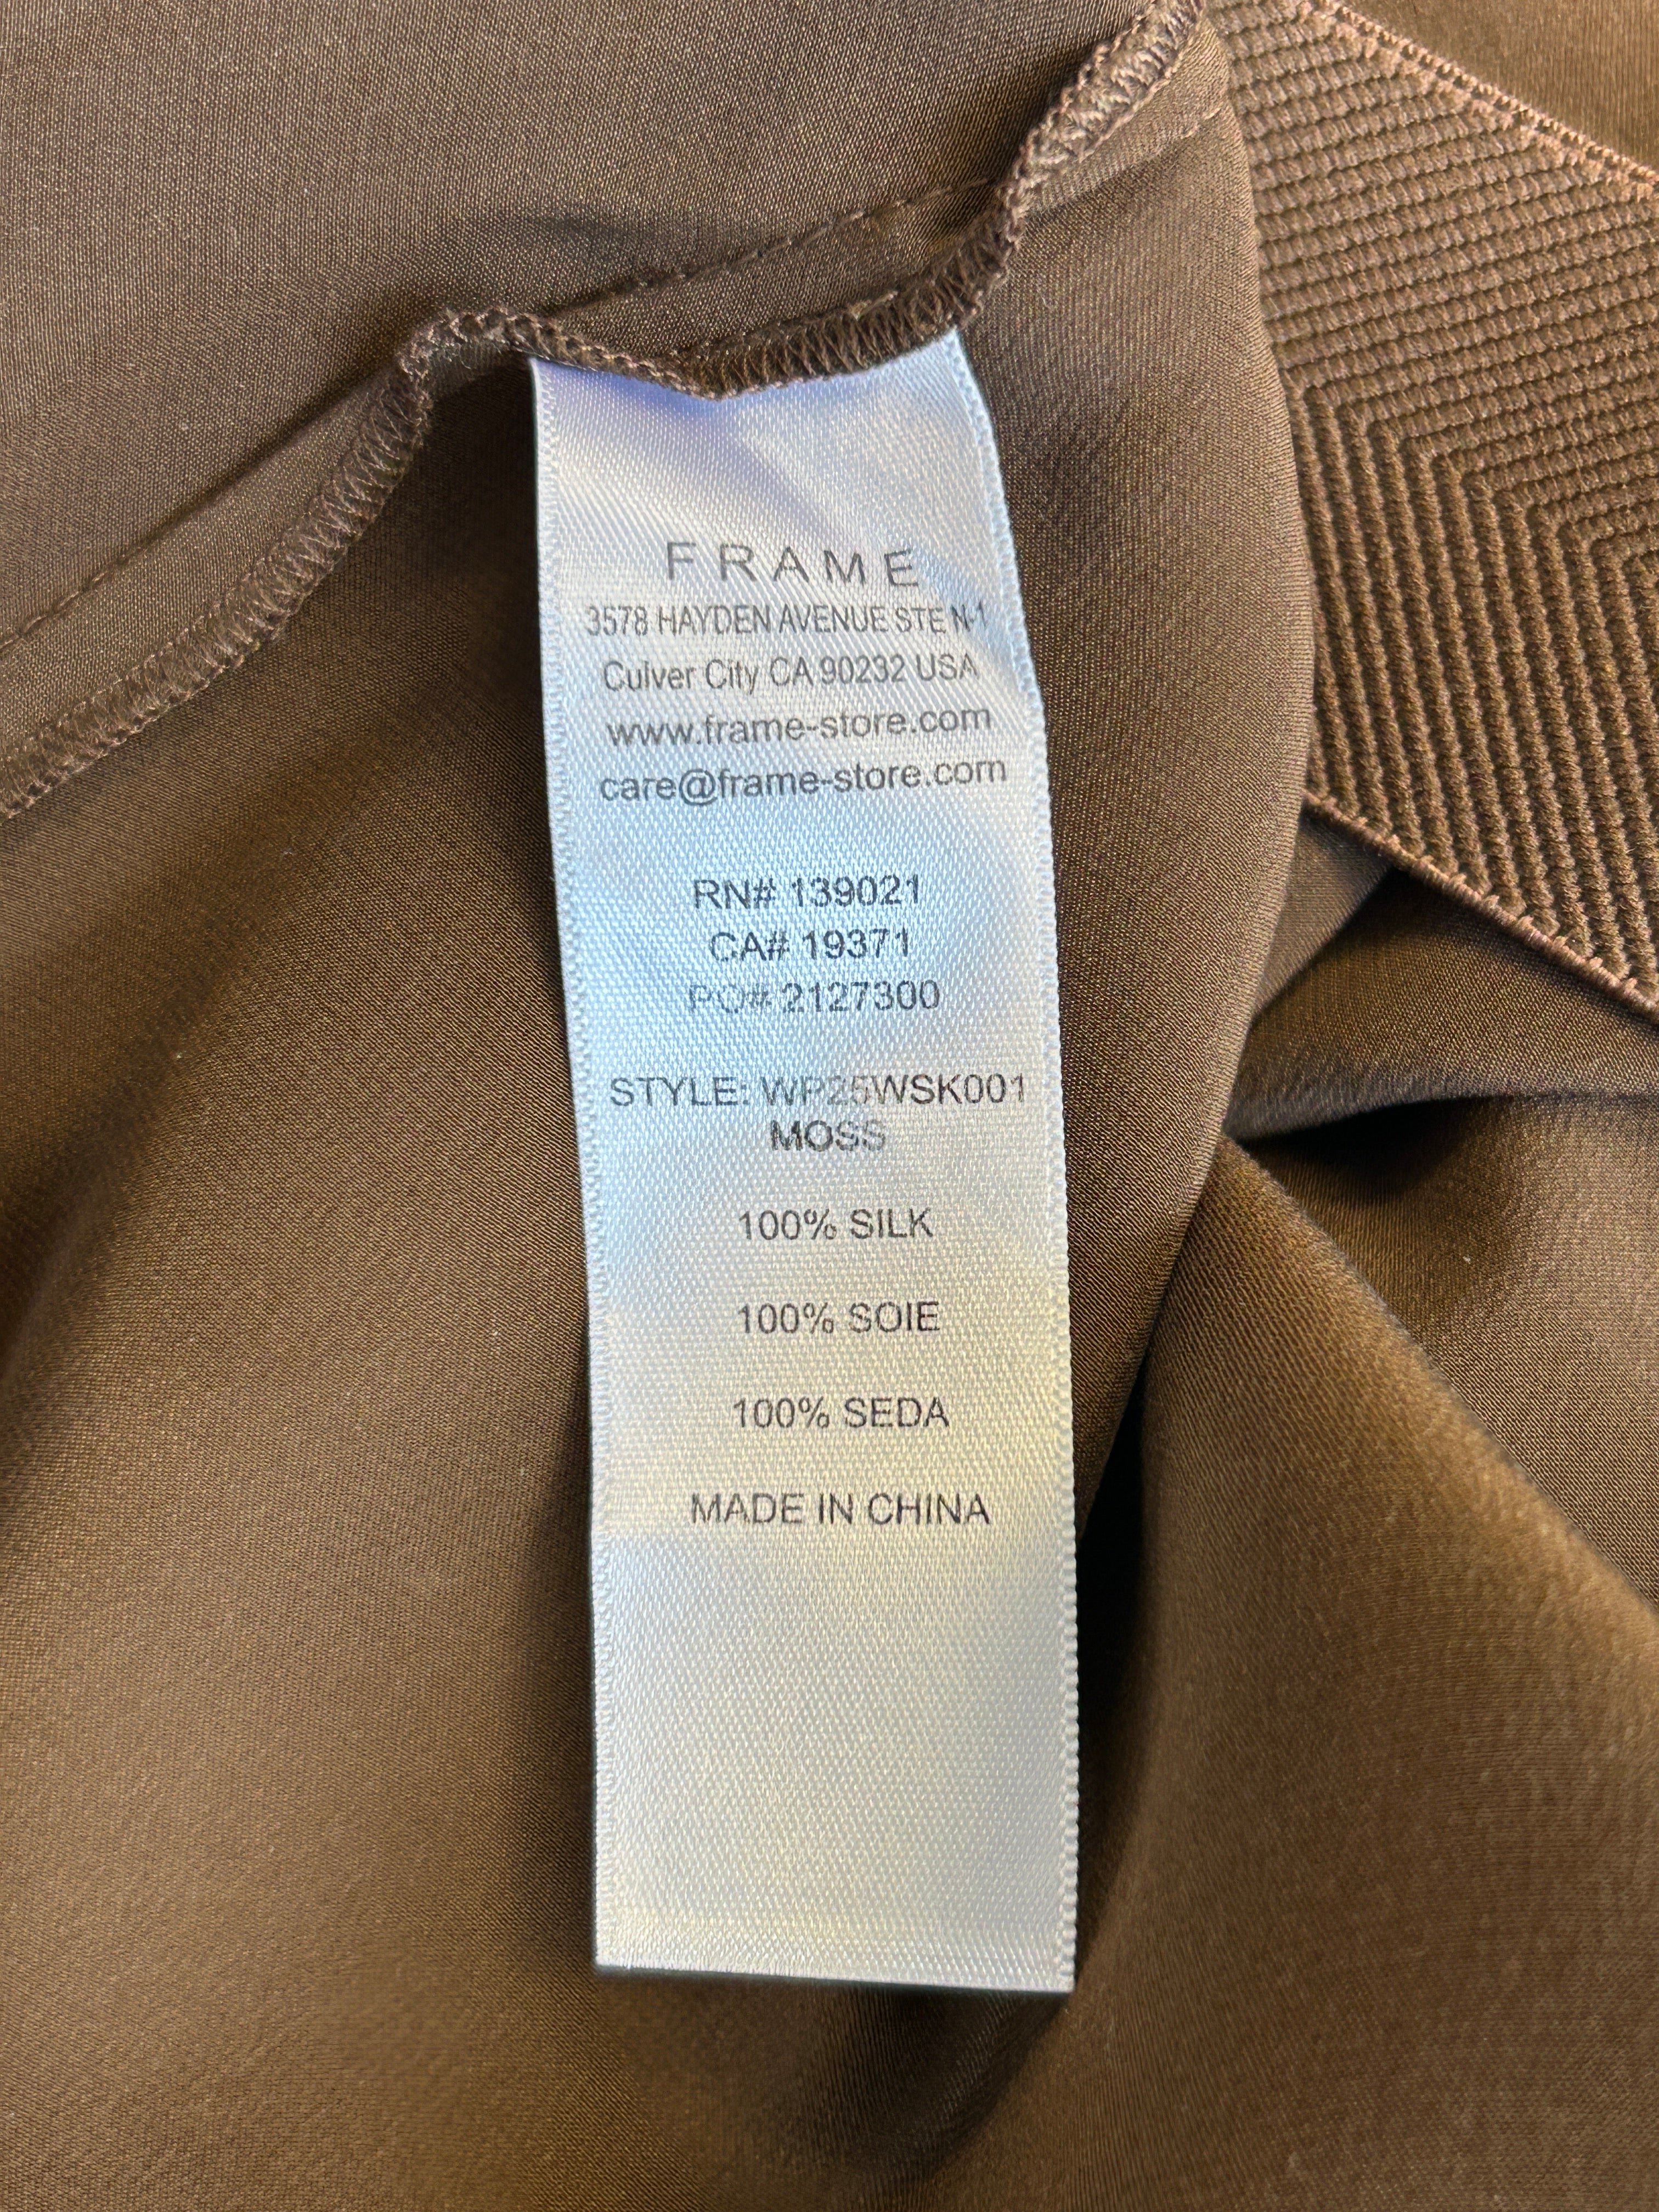 FRAME
3578 HAYDEN AVENUE STE N-1
Culver City CA 90232 USA
www.frame-store.com
care@frame-store.com
RN# 139021
CA# 19371
PO# 2127300
STYLE: WP25WSK001
MOSS
100% SILK
100% SOIE
100% SEDA
MADE IN CHINA